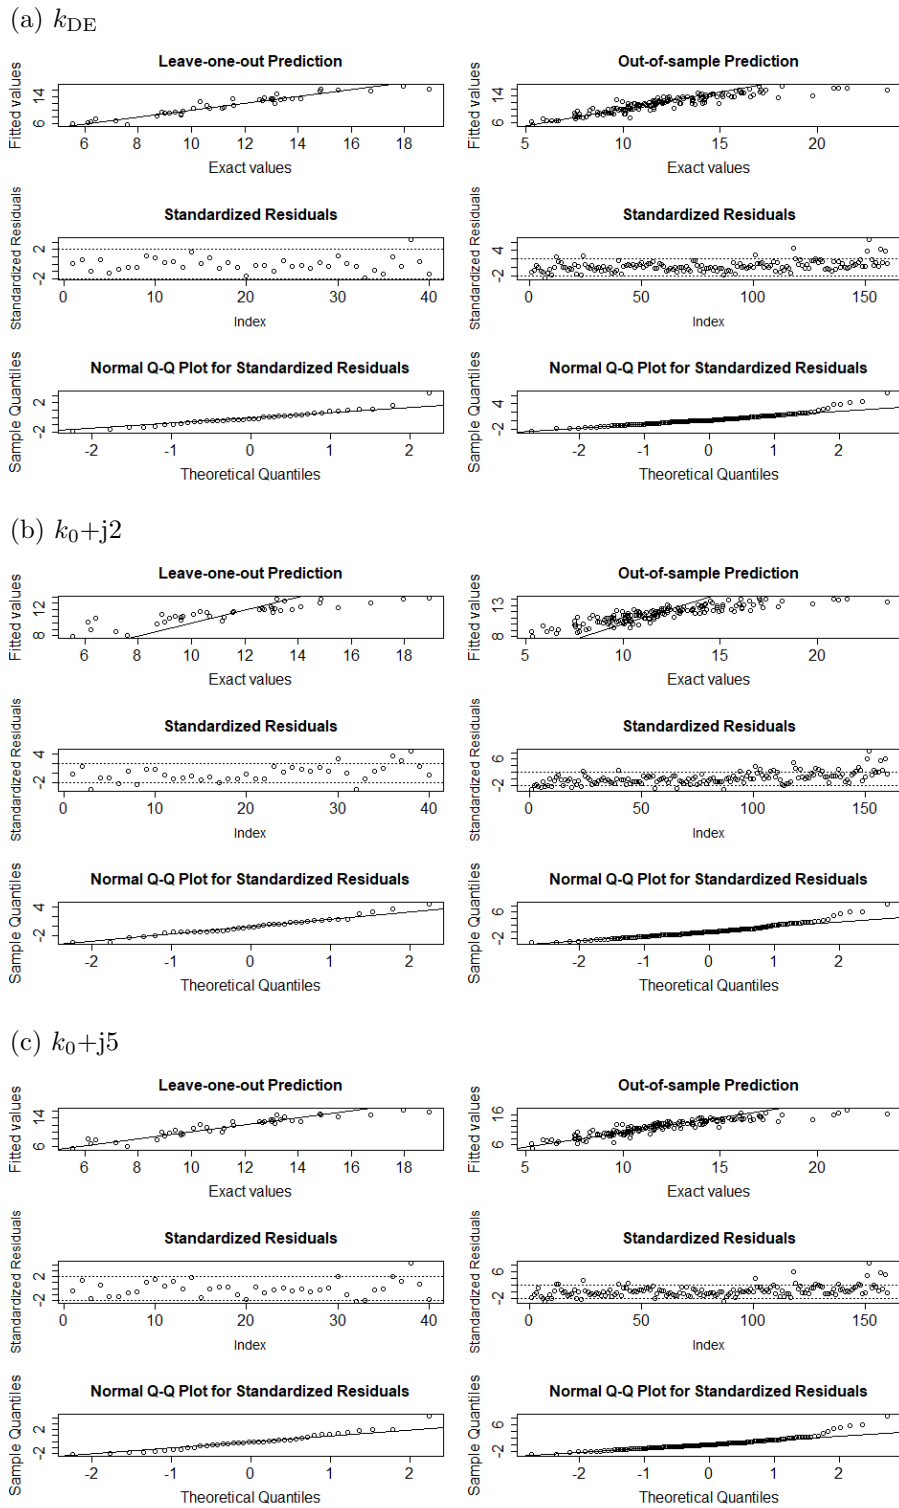 (a) kDE
Leave-one-out Prediction
Out-of-sample Prediction
Fitted values
6 14
6 8 10 12 14 16 18
Exact values
Fitted values
6 14
5 10 15 20
Exact values
Standardized Residuals
Standardized Residuals
Standardized Residuals
-2 2
0 10 20 30 40
Index
Standardized Residuals
-2 4
0 50 100 150
Index
Normal Q-Q Plot for Standardized Residuals
Normal Q-Q Plot for Standardized Residuals
Sample Quantiles
-2 2
-2 -1 0 1 2
Theoretical Quantiles
Sample Quantiles
-2 4
-2 -1 0 1 2
Theoretical Quantiles
(b) k0+j2
Leave-one-out Prediction
Out-of-sample Prediction
Fitted values
8 12
6 8 10 12 14 16 18
Exact values
Fitted values
8 13
5 10 15 20
Exact values
Standardized Residuals
Standardized Residuals
Standardized Residuals
-2 4
0 10 20 30 40
Index
Standardized Residuals
-2 6
0 50 100 150
Index
Normal Q-Q Plot for Standardized Residuals
Normal Q-Q Plot for Standardized Residuals
Sample Quantiles
-2 4
-2 -1 0 1 2
Theoretical Quantiles
Sample Quantiles
-2 6
-2 -1 0 1 2
Theoretical Quantiles
(c) k0+j5
Leave-one-out Prediction
Out-of-sample Prediction
Fitted values
6 14
6 8 10 12 14 16 18
Exact values
Fitted values
6 16
5 10 15 20
Exact values
Standardized Residuals
Standardized Residuals
Standardized Residuals
-2 2
0 10 20 30 40
Index
Standardized Residuals
-2 6
0 50 100 150
Index
Normal Q-Q Plot for Standardized Residuals
Normal Q-Q Plot for Standardized Residuals
Sample Quantiles
-2 2
-2 -1 0 1 2
Theoretical Quantiles
Sample Quantiles
-2 6
-2 -1 0 1 2
Theoretical Quantiles